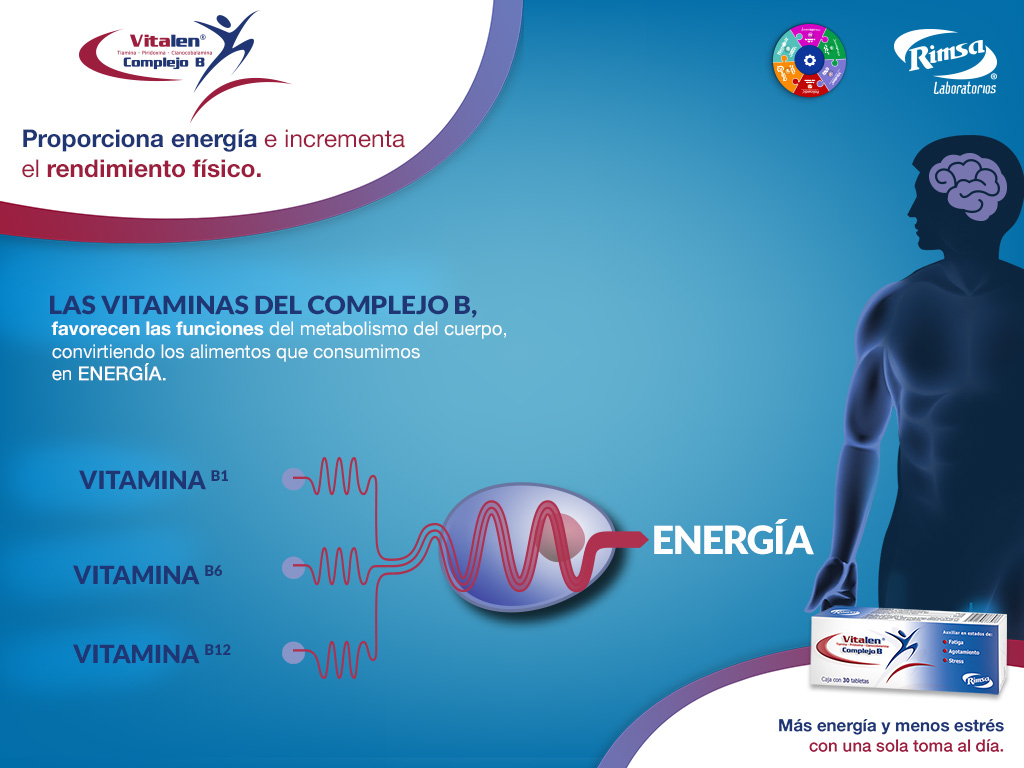 Vitalen®
Tiamina - Piridoxina - Cianocobalamina
Complejo B
Rimsa
®
Laboratorios
Proporciona energía e incrementa
el rendimiento físico.
LAS VITAMINAS DEL COMPLEJO B,
favorecen las funciones del metabolismo del cuerpo,
convirtiendo los alimentos que consumimos
en ENERGÍA.
VITAMINA B1
VITAMINA B6
VITAMINA B12
ENERGÍA
Vitalen®
Tiamina - Piridoxina - Cianocobalamina
Complejo B
Auxiliar en estados de:
Fatiga
Agotamiento
Stress
Caja con 30 tabletas
Rimsa
Más energía y menos estrés
con una sola toma al día.